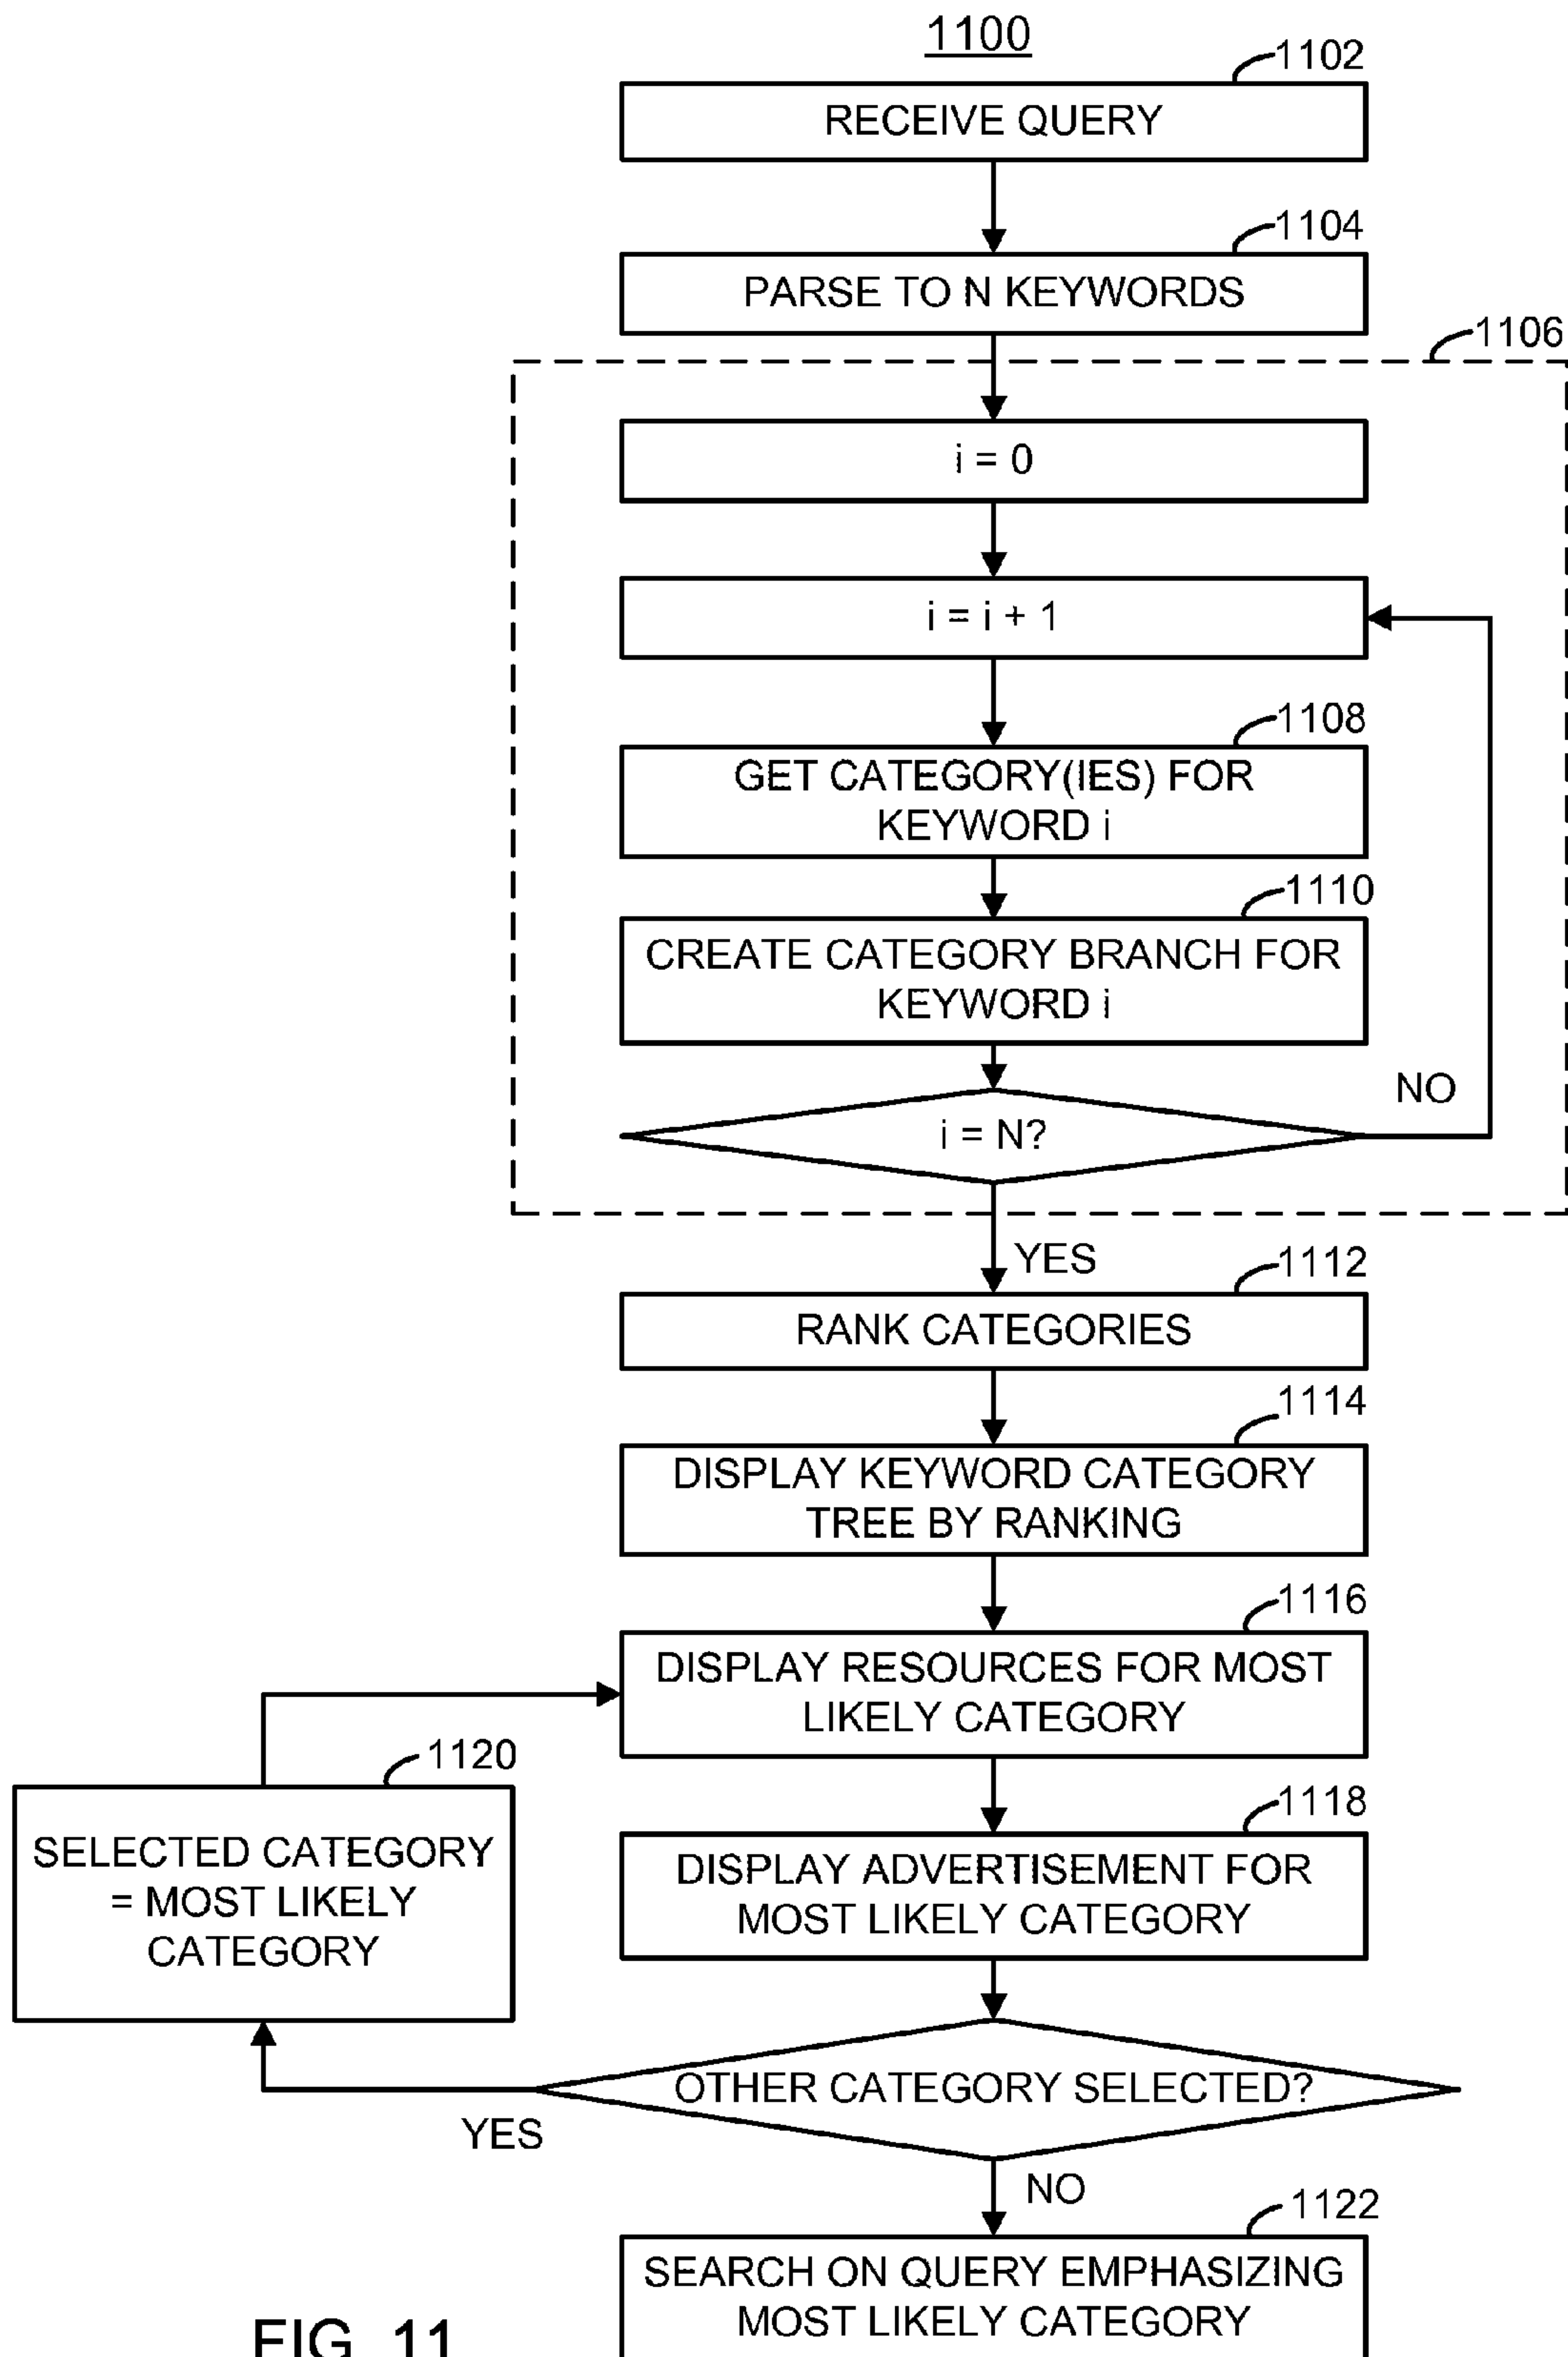 1100
1102
RECEIVE QUERY
1104
PARSE TO N KEYWORDS
1106
i = 0
i = i + 1
1108
GET CATEGORY(IES) FOR
KEYWORD i
1110
CREATE CATEGORY BRANCH FOR
KEYWORD i
NO
i = N?
YES
1112
RANK CATEGORIES
1114
DISPLAY KEYWORD CATEGORY
TREE BY RANKING
1116
DISPLAY RESOURCES FOR MOST
LIKELY CATEGORY
1120
SELECTED CATEGORY
= MOST LIKELY
CATEGORY
1118
DISPLAY ADVERTISEMENT FOR
MOST LIKELY CATEGORY
OTHER CATEGORY SELECTED?
YES
NO
1122
SEARCH ON QUERY EMPHASIZING
MOST LIKELY CATEGORY
FIG. 11